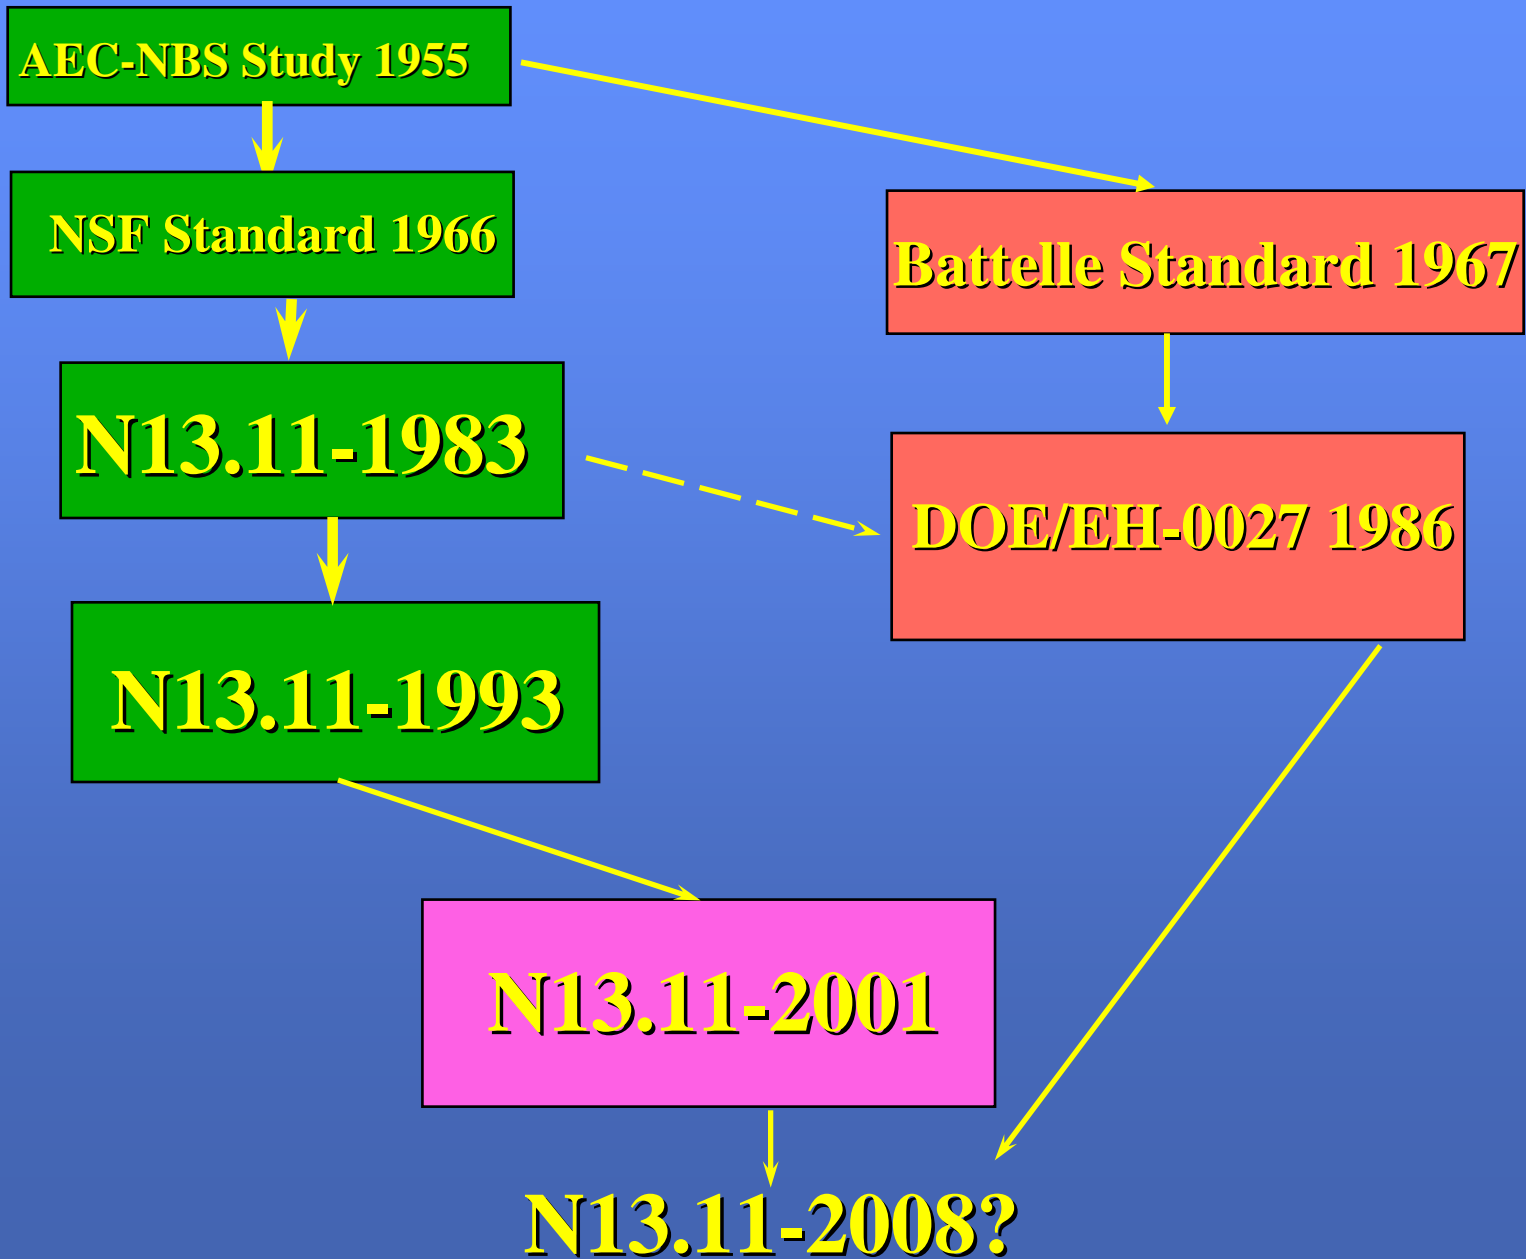 AEC-NBS Study 1955
NSF Standard 1966
Battelle Standard 1967
N13.11-1983
DOE/EH-0027 1986
N13.11-1993
N13.11-2001
N13.11-2008?